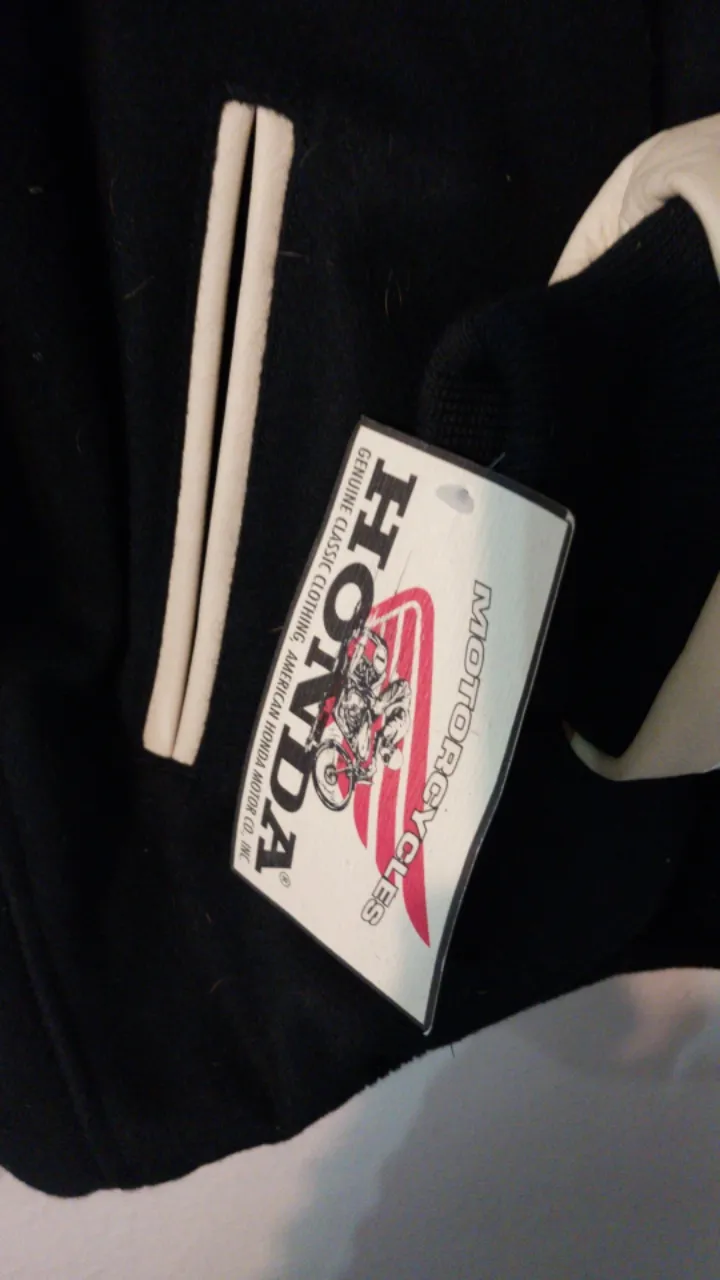 MOTORCYCLES
HONDA®
GENUINE CLASSIC CLOTHING, AMERICAN HONDA MOTOR CO., INC.